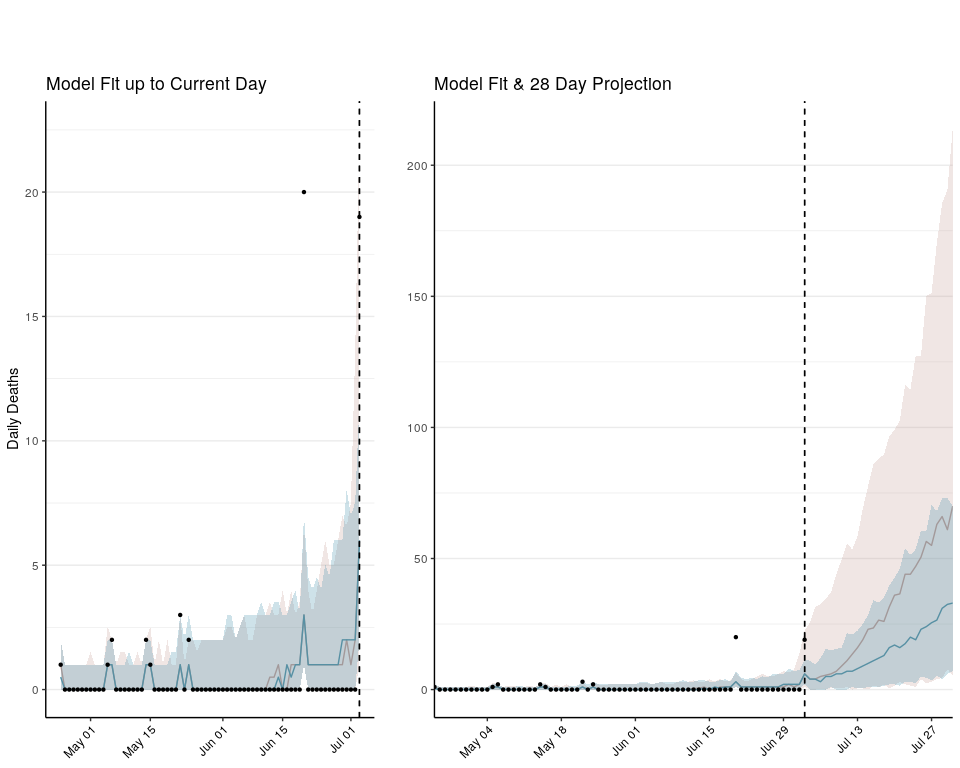 Model Fit up to Current Day
Model Fit & 28 Day Projection
Daily Deaths
20
15
10
5
0
May 01
May 15
Jun 01
Jun 15
Jul 01
200
150
100
50
0
May 04
May 18
Jun 01
Jun 15
Jun 29
Jul 13
Jul 27